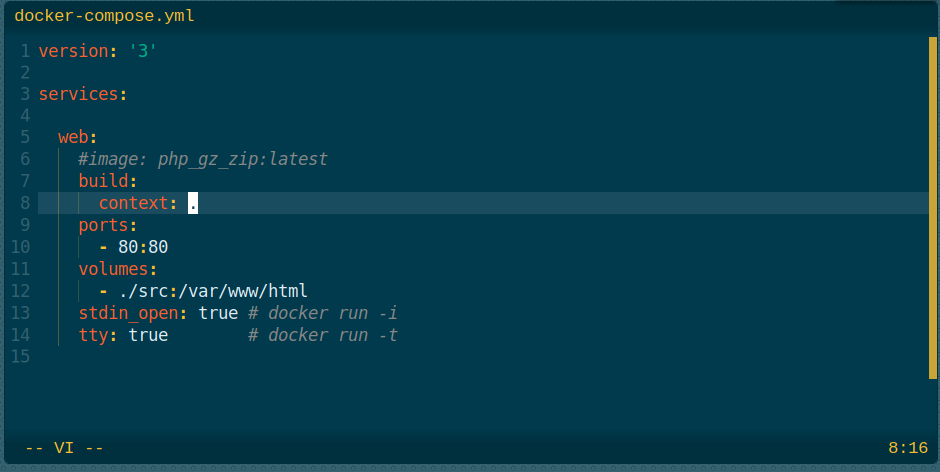 docker-compose.yml
1 version: '3'
2
3 services:
4
5   web:
6     #image: php_gz_zip:latest
7     build:
8       context: .
9     ports:
10       - 80:80
11     volumes:
12       - ./src:/var/www/html
13     stdin_open: true # docker run -i
14     tty: true        # docker run -t
15
-- VI -- 8:16